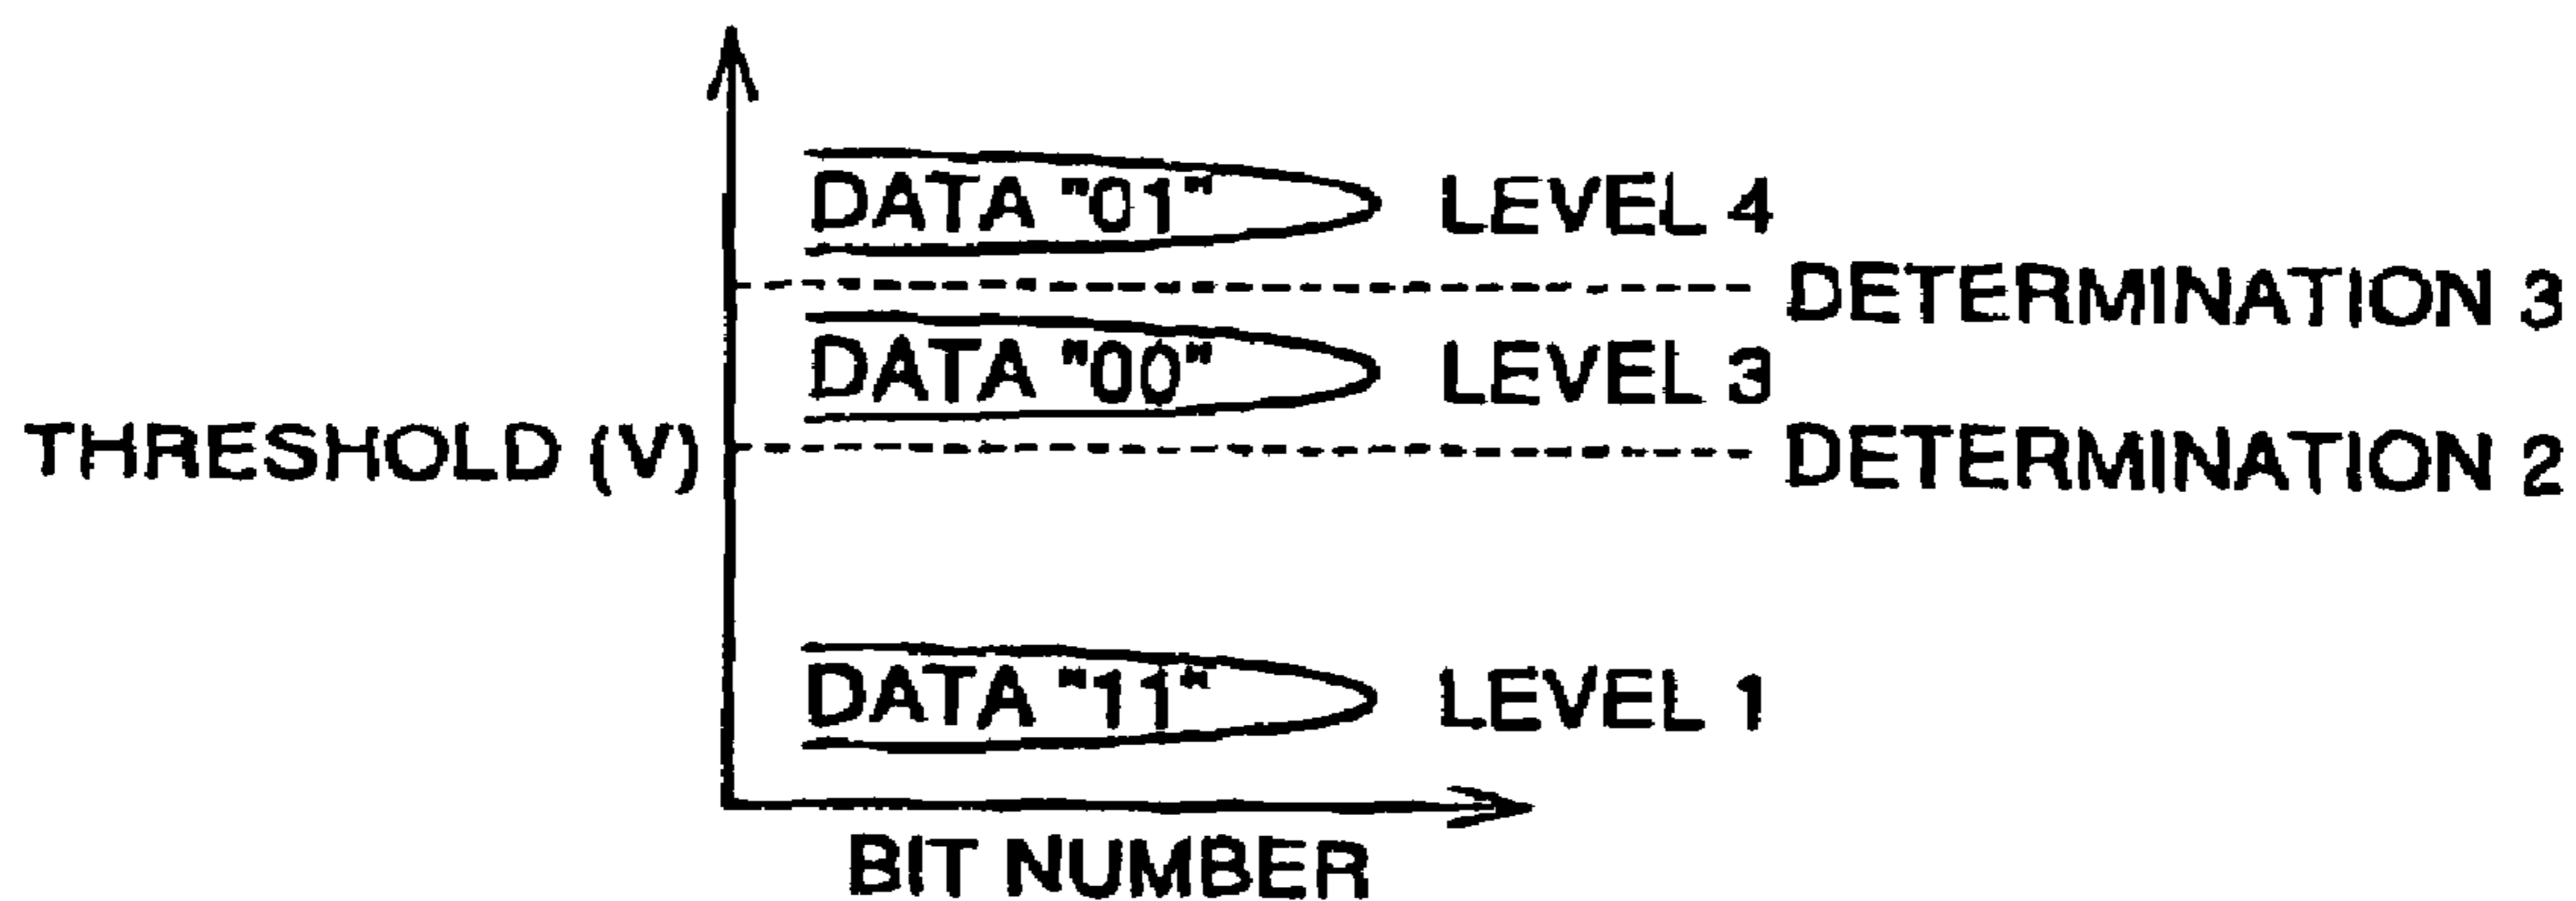 DATA "01" LEVEL 4
DETERMINATION 3
DATA "00" LEVEL 3
THRESHOLD (V) DETERMINATION 2
DATA "11" LEVEL 1
BIT NUMBER